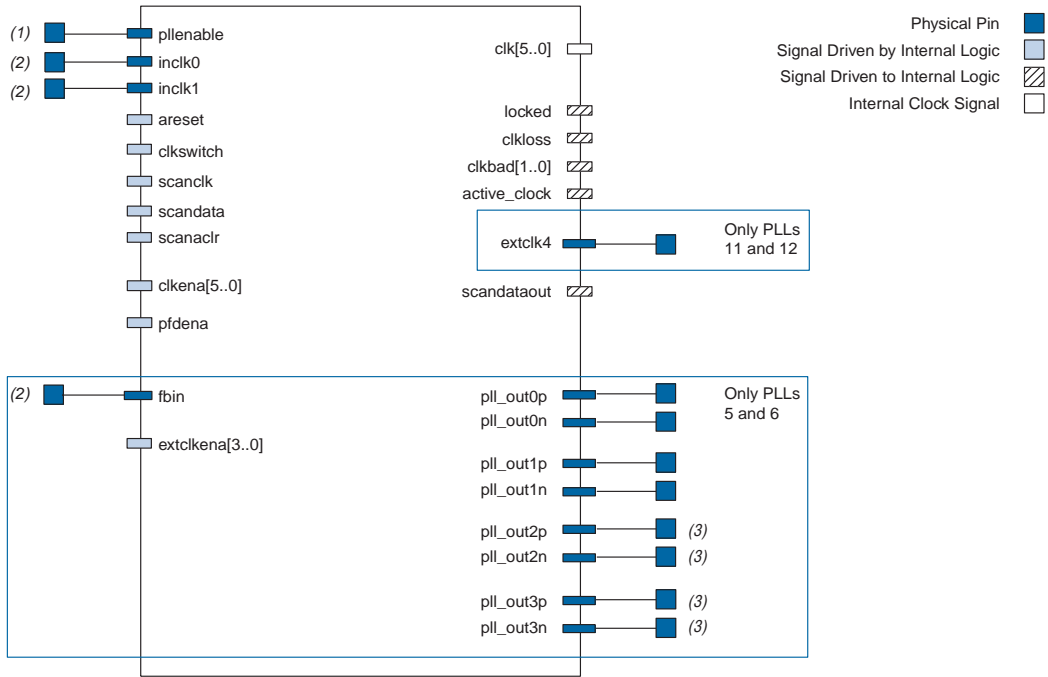 (1) pllenable
(2) inclk0
(2) inclk1
areset
clkswitch
scanclk
scandata
scanaclr
clkena[5..0]
pfdena
(2) fbin
extclkena[3..0]
clk[5..0]
locked
clkloss
clkbad[1..0]
active_clock
extclk4
Only PLLs
11 and 12
scandataout
pll_out0p
pll_out0n
Only PLLs
5 and 6
pll_out1p
pll_out1n
pll_out2p (3)
pll_out2n (3)
pll_out3p (3)
pll_out3n (3)
Physical Pin
Signal Driven by Internal Logic
Signal Driven to Internal Logic
Internal Clock Signal